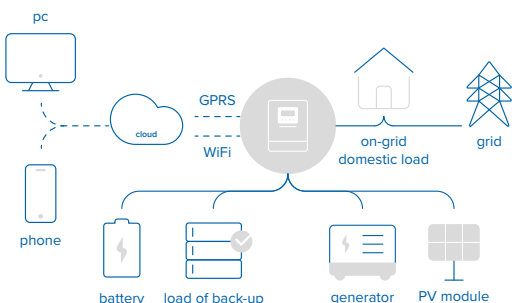 pc
GPRS
cloud
WiFi
on-grid
domestic load
grid
phone
battery
load of back-up
generator
PV module